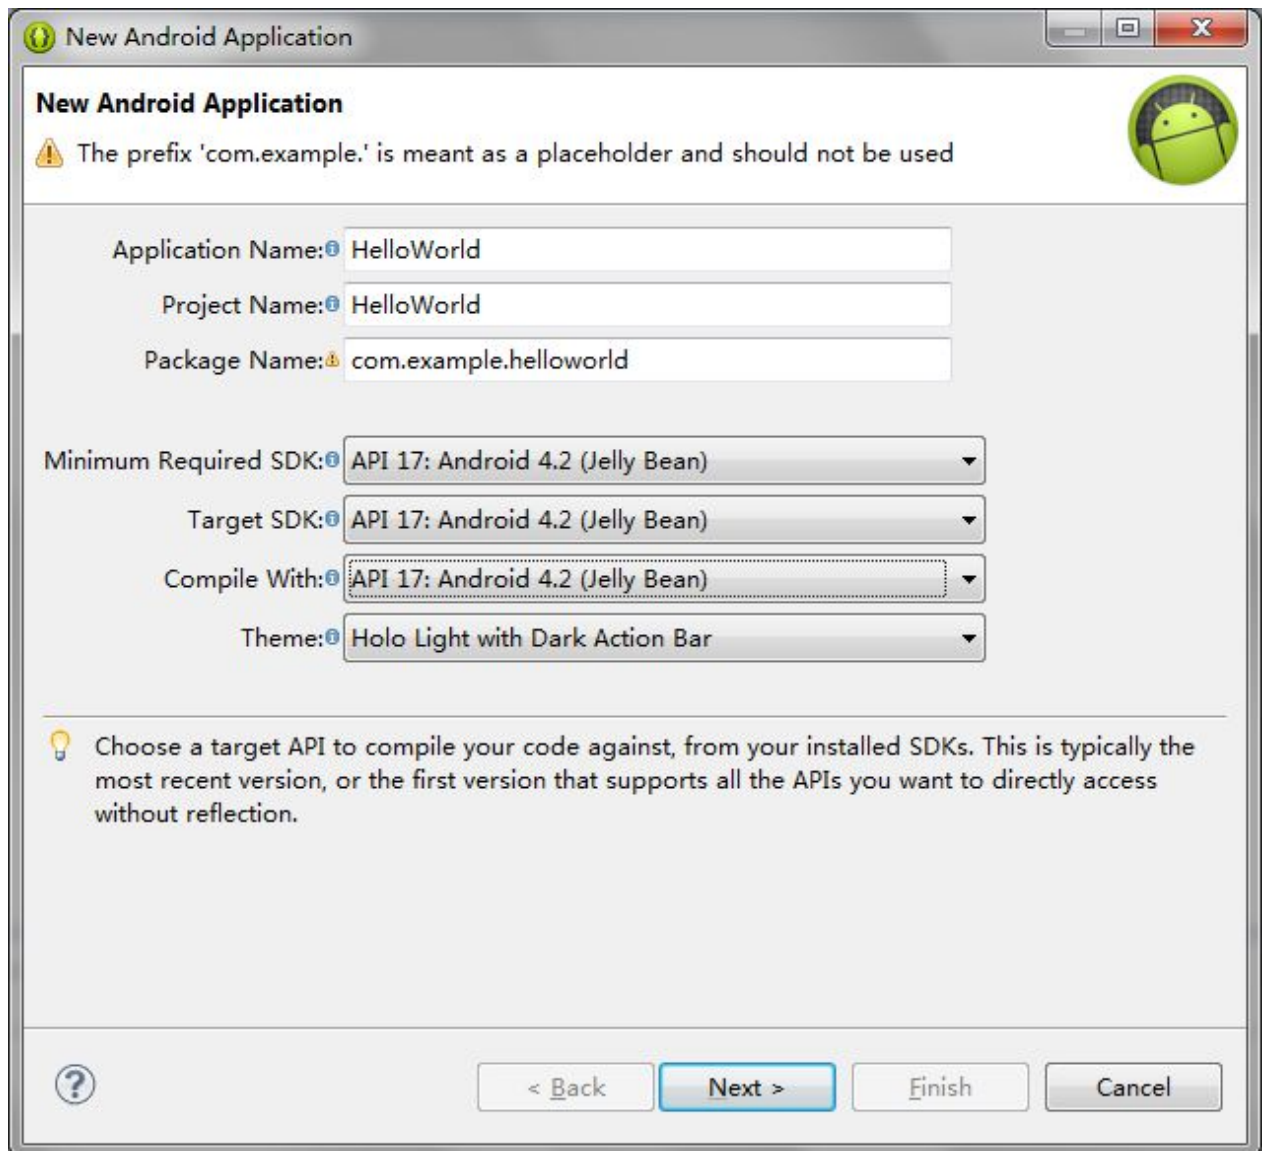 New Android Application
New Android Application
The prefix 'com.example.' is meant as a placeholder and should not be used
Application Name: HelloWorld
Project Name: HelloWorld
Package Name: com.example.helloworld
Minimum Required SDK: API 17: Android 4.2 (Jelly Bean)
Target SDK: API 17: Android 4.2 (Jelly Bean)
Compile With: API 17: Android 4.2 (Jelly Bean)
Theme: Holo Light with Dark Action Bar
Choose a target API to compile your code against, from your installed SDKs. This is typically the
most recent version, or the first version that supports all the APIs you want to directly access
without reflection.
< Back Next > Finish Cancel